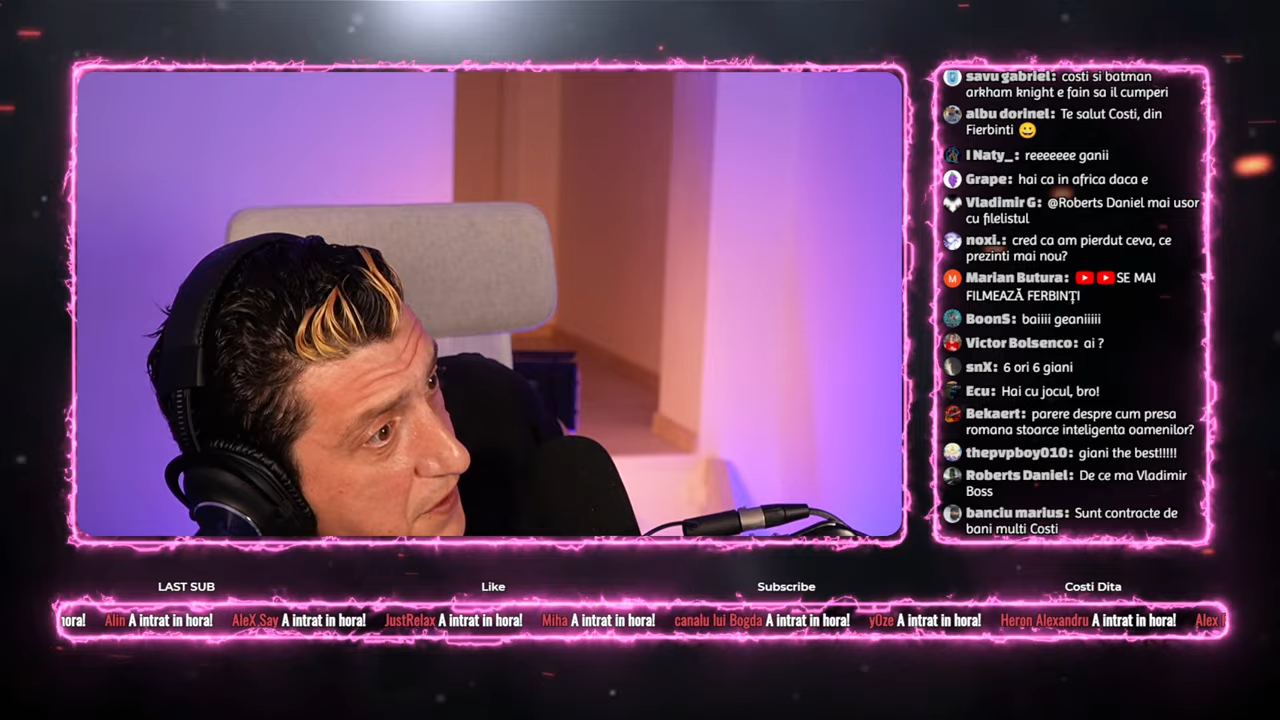 savu gabriel: costi si batman
arkham knight e fain sa il cumperi
albu dorinel: Te salut Costi, din
Fierbinti 😀
I Naty_: reeeeeee ganii
Grape: hai ca in africa daca e
Vladimir G: @Roberts Daniel mai usor
cu filelistul
noxi.: cred ca am pierdut ceva, ce
prezinti mai nou?
M Marian Butura: SE MAI
FILMEAZĂ FERBINŢI
BoonS: baiiii geaniiiii
Victor Bolsenco: ai ?
snX: 6 ori 6 giani
Ecu: Hai cu jocul, bro!
Bekaert: parere despre cum presa
romana stoarce inteligenta oamenilor?
thepvpboy010: giani the best!!!!!
Roberts Daniel: De ce ma Vladimir
Boss
banciu marius: Sunt contracte de
bani multi Costi
LAST SUB Like Subscribe Costi Dita
hora! Alin A intrat in hora! AleX Say A intrat in hora! JustRelax A intrat in hora! Miha A intrat in hora! canalu lui Bogda A intrat in hora! y0ze A intrat in hora! Heron Alexandru A intrat in hora! Alex